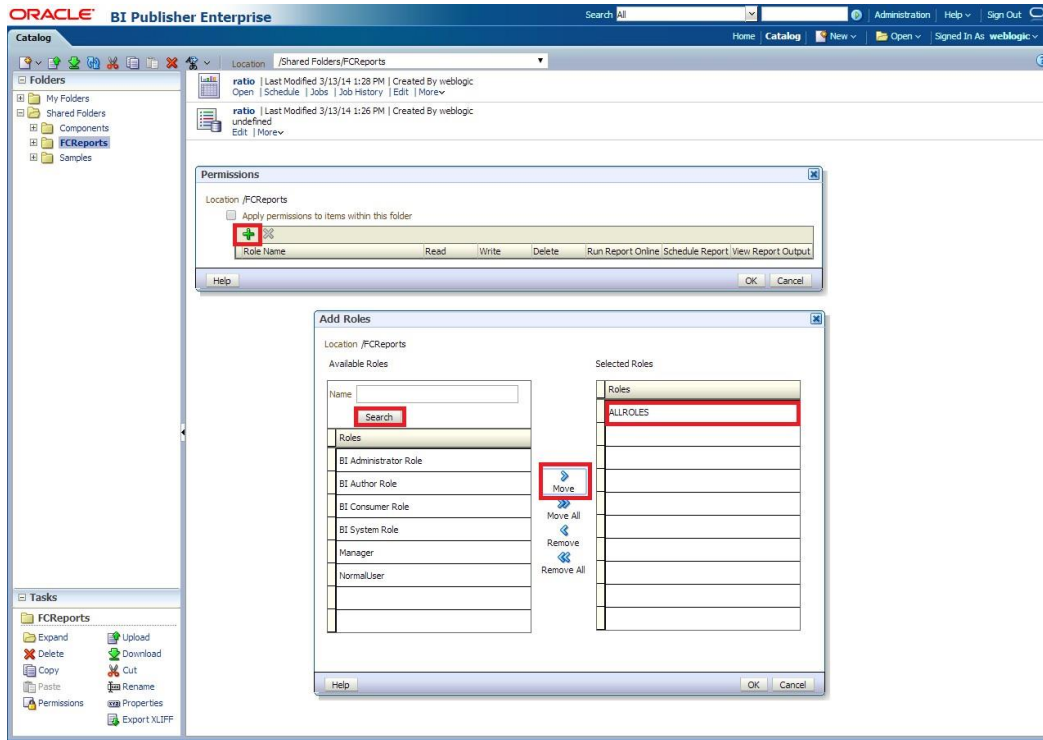 ORACLE BI Publisher Enterprise
Search All
Administration Help Sign Out
Catalog
Home Catalog New Open Signed In As weblogic
Location /Shared Folders/FCReports
Folders
My Folders
Shared Folders
Components
FCReports
Samples
ratio | Last Modified 3/13/14 1:28 PM | Created By weblogic
Open | Schedule | Jobs | Job History | Edit | More
ratio | Last Modified 3/13/14 1:26 PM | Created By weblogic
undefined
Edit | More
Permissions
Location /FCReports
Apply permissions to items within this folder
Role Name Read Write Delete Run Report Online Schedule Report View Report Output
Help OK Cancel
Add Roles
Location /FCReports
Available Roles
Selected Roles
Name
Search
Roles
BI Administrator Role
BI Author Role
BI Consumer Role
BI System Role
Manager
NormalUser
Move
Move All
Remove
Remove All
Roles
ALLROLES
Help OK Cancel
Tasks
FCReports
Expand Upload
Delete Download
Copy Cut
Paste Rename
Permissions Properties
Export XLIFF